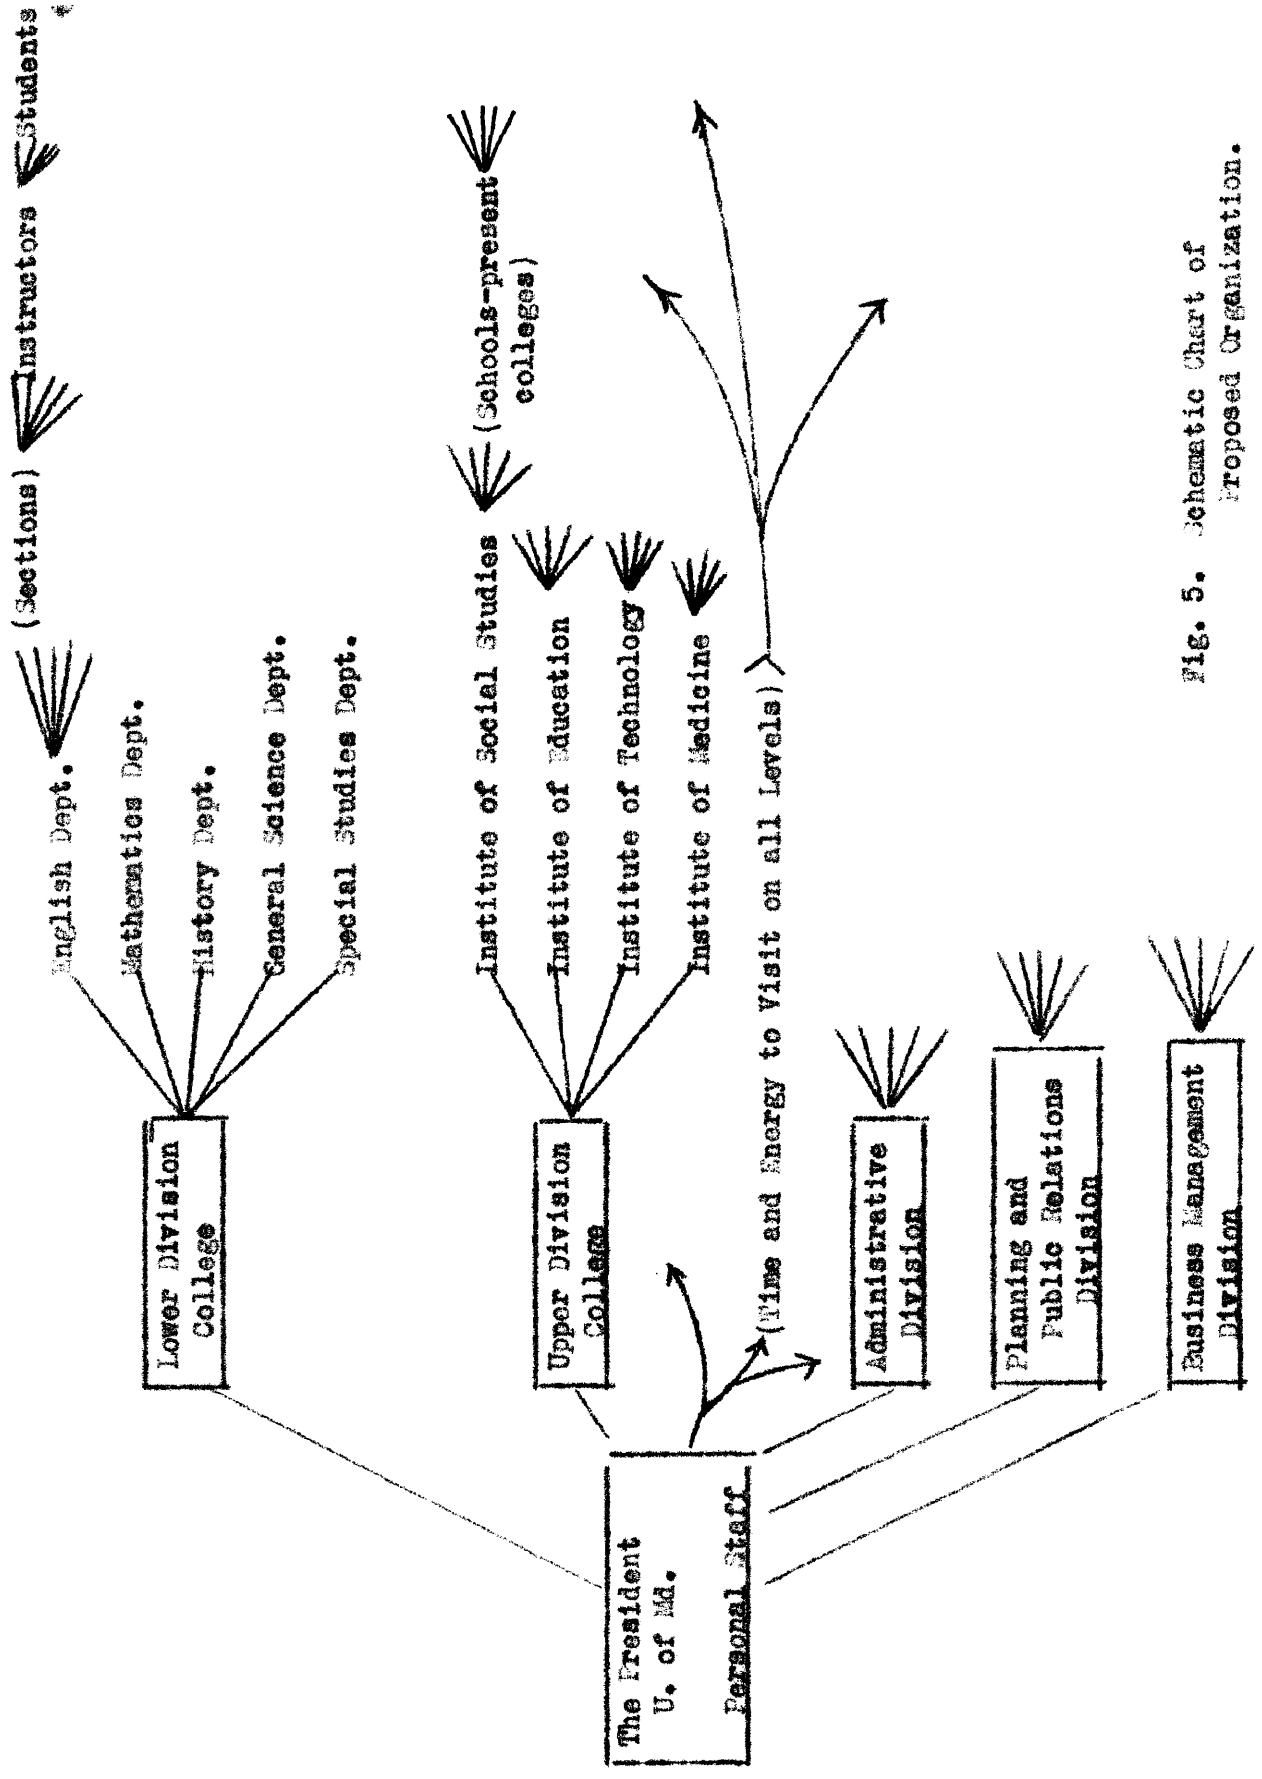 (Sections)
Instructors
Students
English Dept.
Mathematics Dept.
History Dept.
General Science Dept.
Special Studies Dept.
Lower Division
College
Institute of Social Studies
(Schools-present
colleges)
Institute of Education
Institute of Technology
Institute of Medicine
Upper Division
College
The President
U. of Md.
Personal Staff
(Time and Energy to Visit on all Levels)
Administrative
Division
Planning and
Public Relations
Division
Business Management
Division
Fig. 5. Schematic Chart of
Proposed Organization.